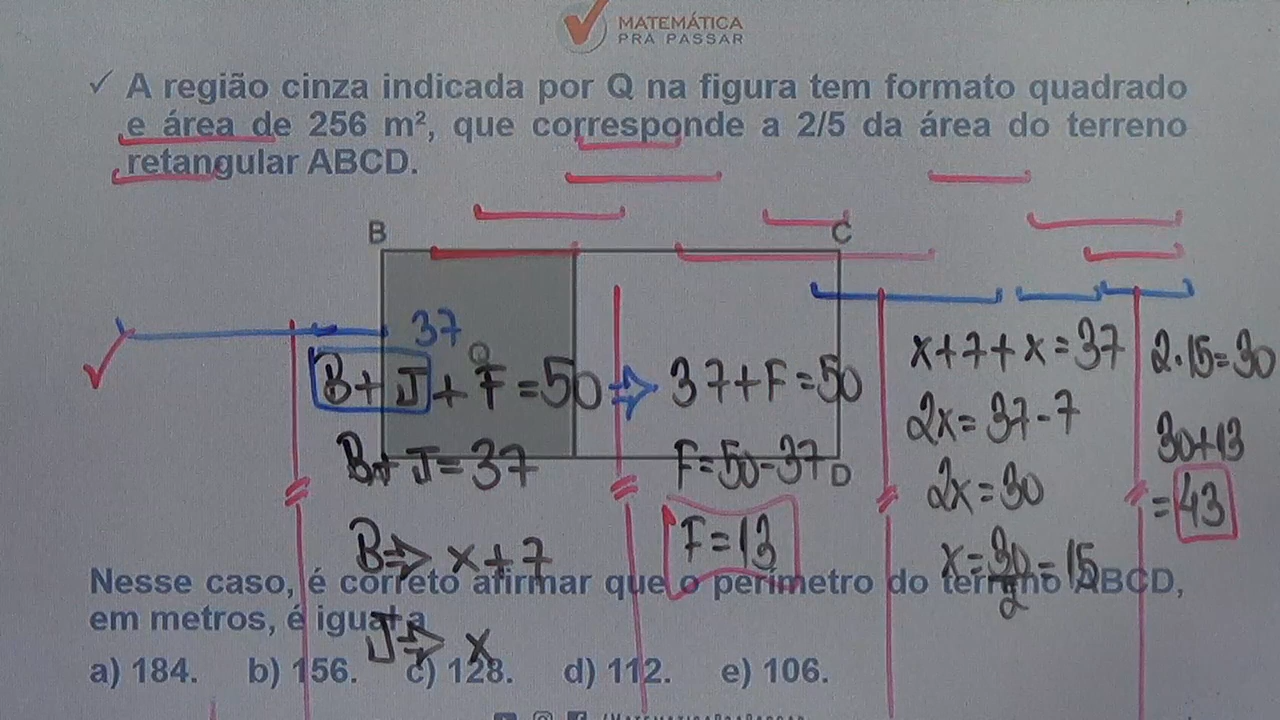 MATEMÁTICA
PRA PASSAR
✓ A região cinza indicada por Q na figura tem formato quadrado
e área de 256 m², que corresponde a 2/5 da área do terreno
retangular ABCD.
B
C
37
Q
B+J+F=50 ⇒ 37+F=50
x+7+x=37
2·15=30
2x=37-7
B+J=37
F=50-37
D
30+13
2x=30
=43
B⇒x+7
F=13
x=30/2=15
Nesse caso, é correto afirmar que o perímetro do terreno ABCD,
em metros, é igual a
J⇒x
a) 184. b) 156. c) 128. d) 112. e) 106.